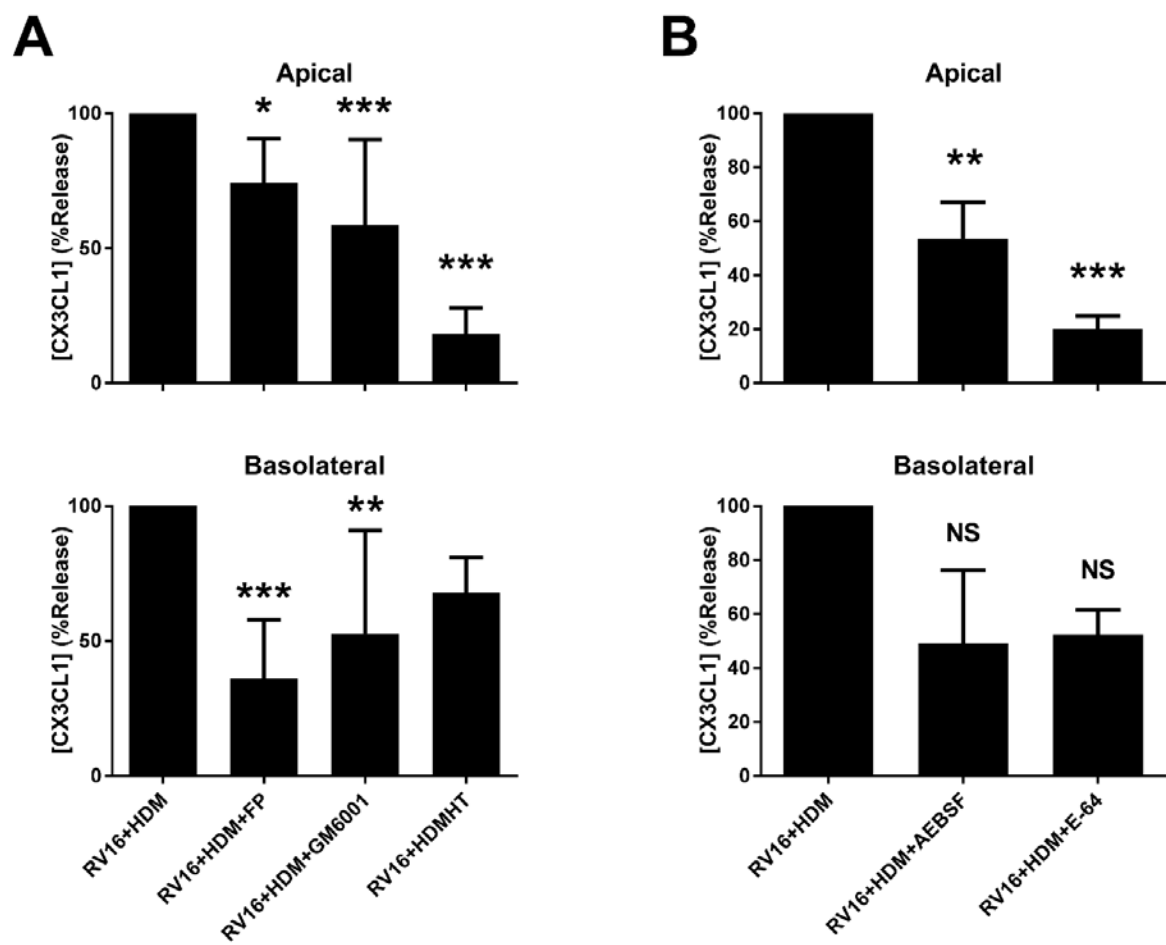 A
Apical
[CX3CL1] (%Release)
100
50
0
*
***
***
Basolateral
[CX3CL1] (%Release)
100
50
0
***
**
RV16+HDM
RV16+HDM+FP
RV16+HDM+GM6001
RV16+HDMHT
B
Apical
[CX3CL1] (%Release)
100
80
60
40
20
0
**
***
Basolateral
[CX3CL1] (%Release)
100
80
60
40
20
0
NS
NS
RV16+HDM
RV16+HDM+AEBSF
RV16+HDM+E-64